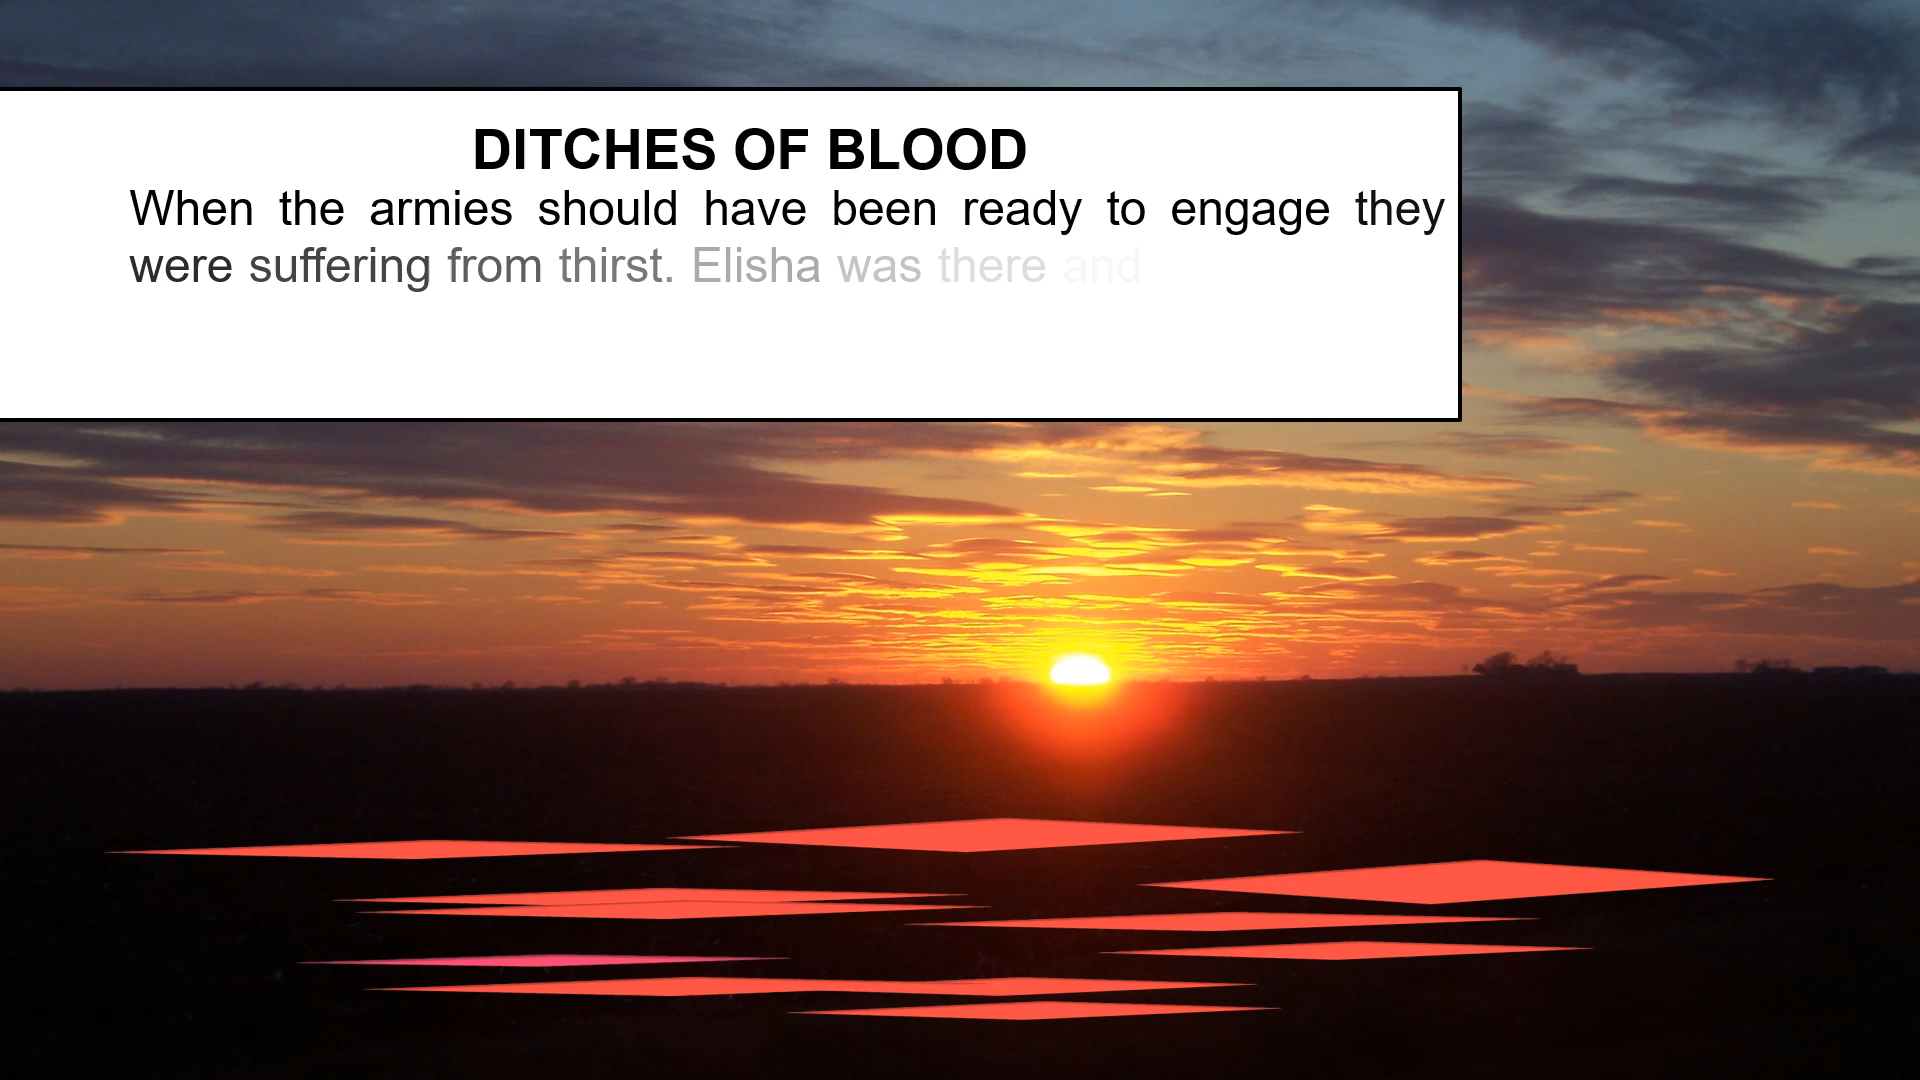 DITCHES OF BLOOD
When the armies should have been ready to engage they
were suffering from thirst. Elisha was there and